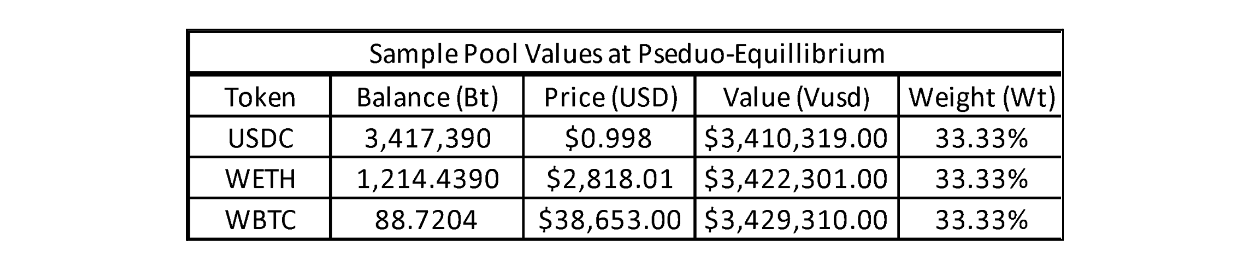 Sample Pool Values at Pseduo-Equillibrium
Token Balance (Bt) Price (USD) Value (Vusd) Weight (Wt)
USDC 3,417,390 $0.998 $3,410,319.00 33.33%
WETH 1,214.4390 $2,818.01 $3,422,301.00 33.33%
WBTC 88.7204 $38,653.00 $3,429,310.00 33.33%